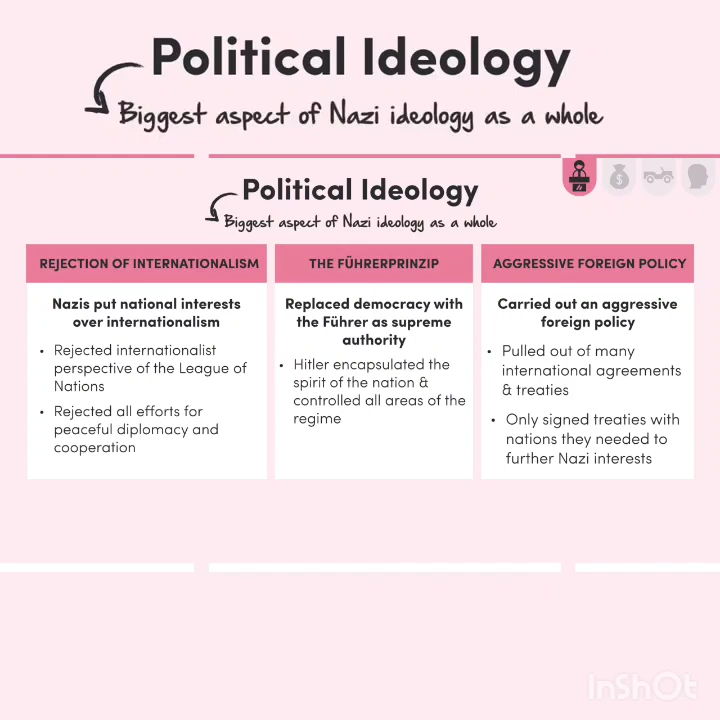 Political Ideology
Biggest aspect of Nazi ideology as a whole
Political Ideology
Biggest aspect of Nazi ideology as a whole
$
REJECTION OF INTERNATIONALISM
Nazis put national interests
over internationalism
• Rejected internationalist
perspective of the League of
Nations
• Rejected all efforts for
peaceful diplomacy and
cooperation
THE FÜHRERPRINZIP
Replaced democracy with
the Führer as supreme
authority
• Hitler encapsulated the
spirit of the nation &
controlled all areas of the
regime
AGGRESSIVE FOREIGN POLICY
Carried out an aggressive
foreign policy
• Pulled out of many
international agreements
& treaties
• Only signed treaties with
nations they needed to
further Nazi interests
InShOt